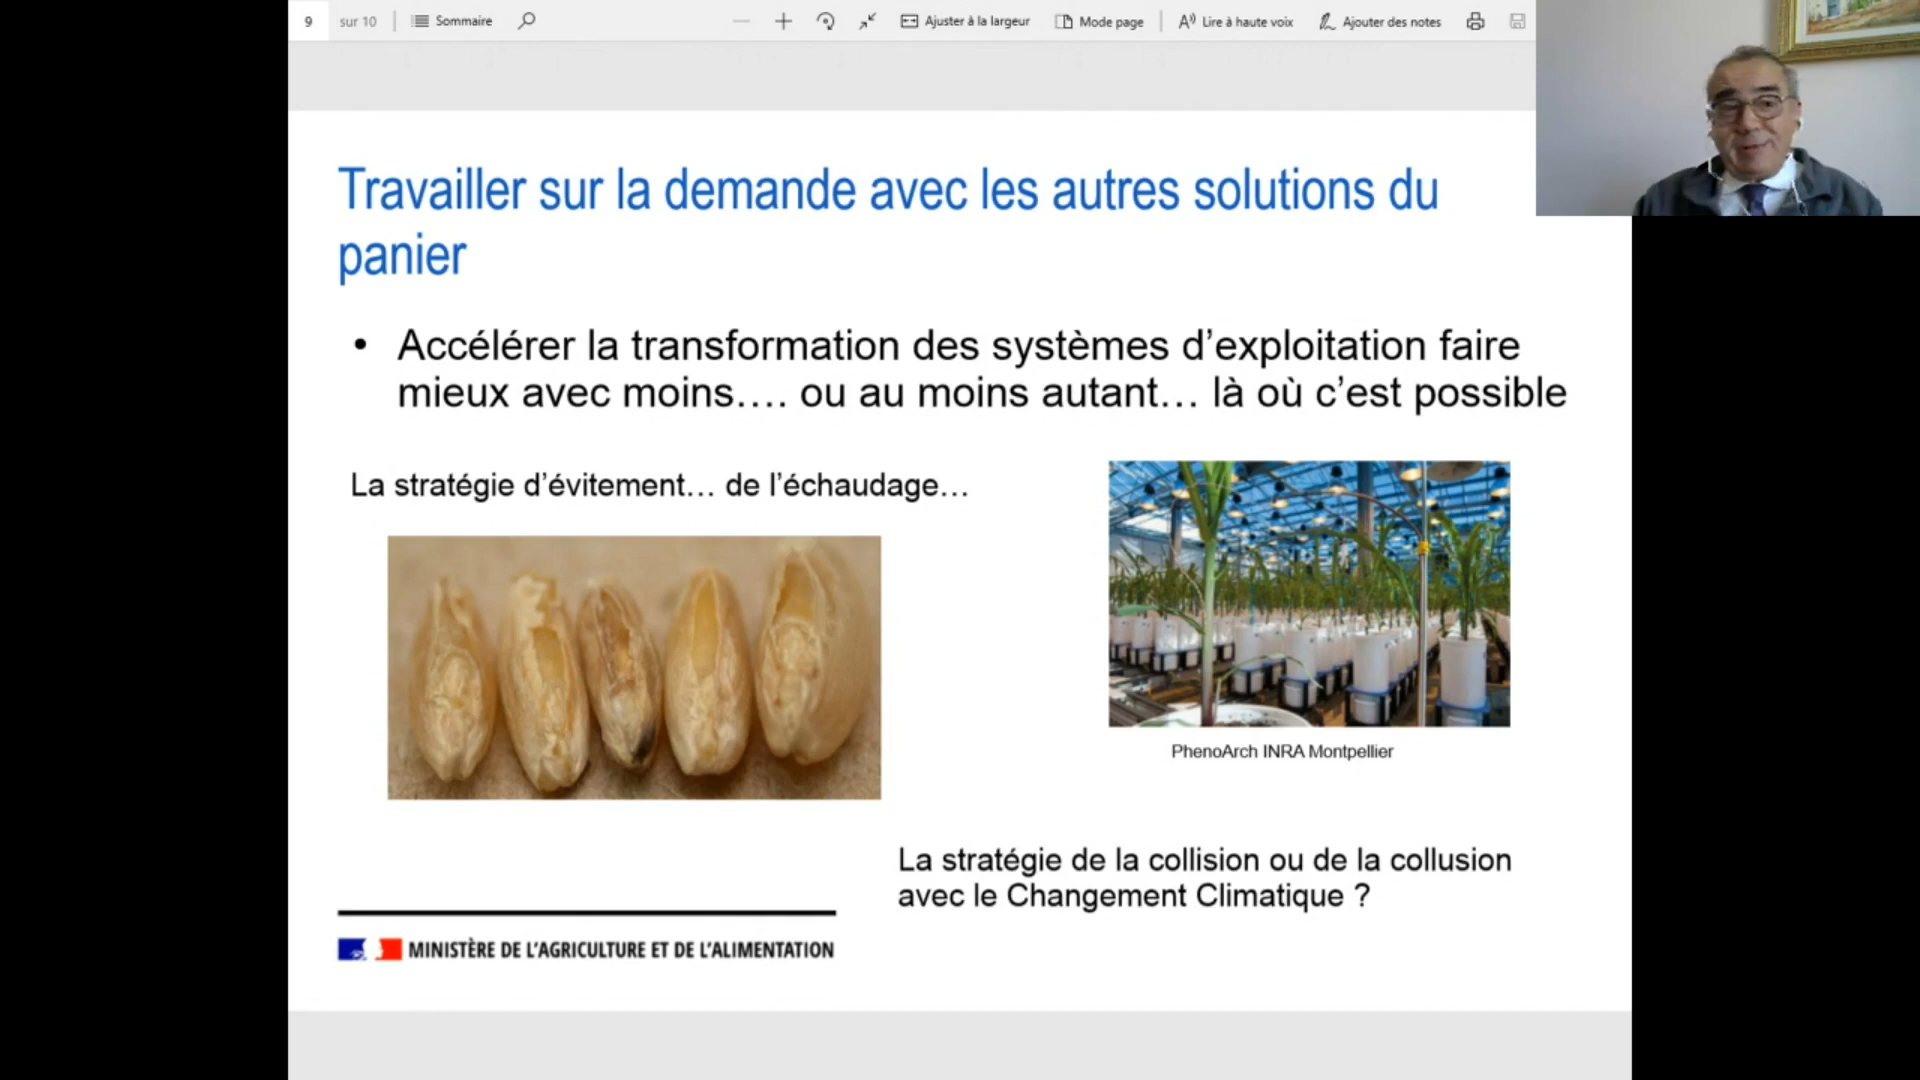 9 sur 10 Sommaire Ajuster à la largeur Mode page Lire à haute voix Ajouter des notes
Travailler sur la demande avec les autres solutions du
panier
• Accélérer la transformation des systèmes d’exploitation faire
mieux avec moins…. ou au moins autant… là où c’est possible
La stratégie d’évitement… de l’échaudage…
PhenoArch INRA Montpellier
La stratégie de la collision ou de la collusion
avec le Changement Climatique ?
MINISTÈRE DE L’AGRICULTURE ET DE L’ALIMENTATION